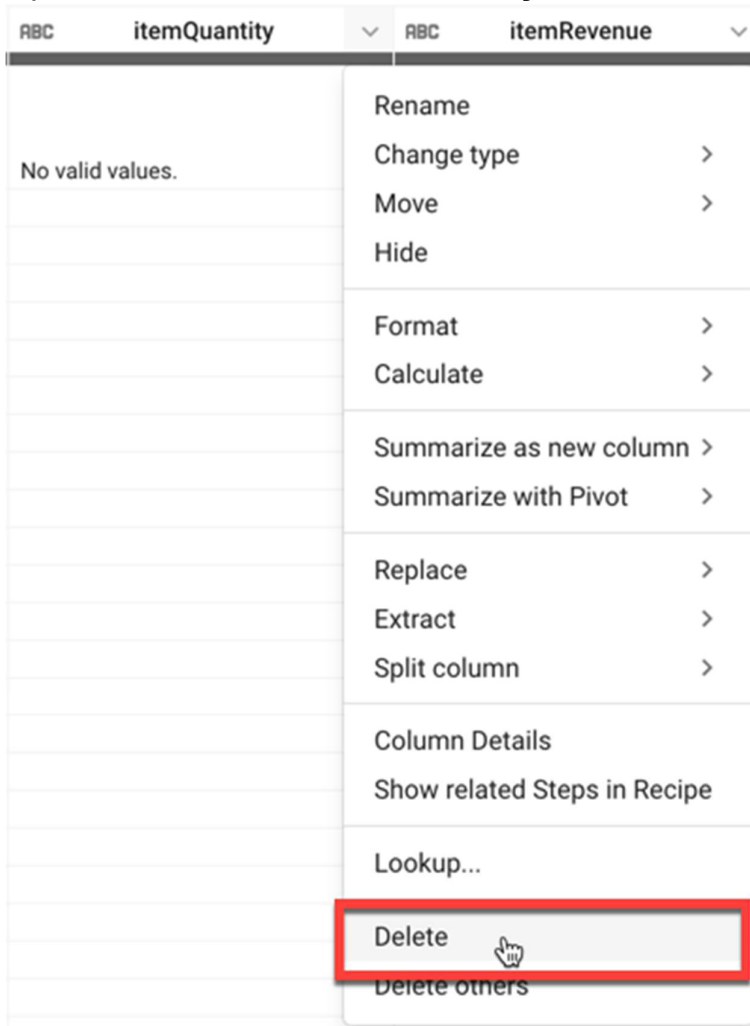 ABC itemQuantity ABC itemRevenue
No valid values.
Rename
Change type
Move
Hide
Format
Calculate
Summarize as new column
Summarize with Pivot
Replace
Extract
Split column
Column Details
Show related Steps in Recipe
Lookup...
Delete
Delete others